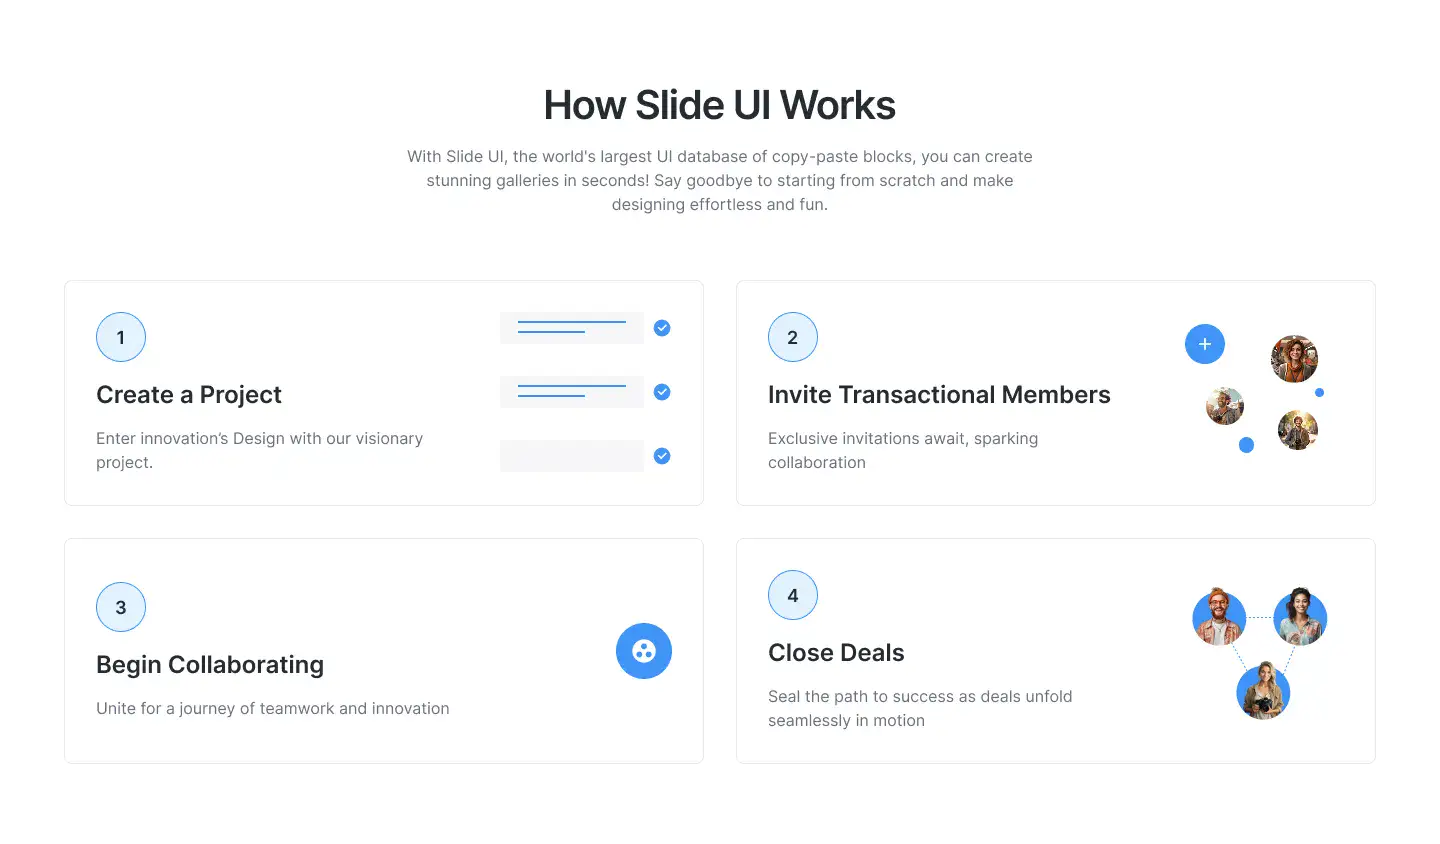 How Slide UI Works
With Slide UI, the world's largest UI database of copy-paste blocks, you can create
stunning galleries in seconds! Say goodbye to starting from scratch and make
designing effortless and fun.
1
Create a Project
Enter innovation’s Design with our visionary
project.
2
Invite Transactional Members
Exclusive invitations await, sparking
collaboration
3
Begin Collaborating
Unite for a journey of teamwork and innovation
4
Close Deals
Seal the path to success as deals unfold
seamlessly in motion